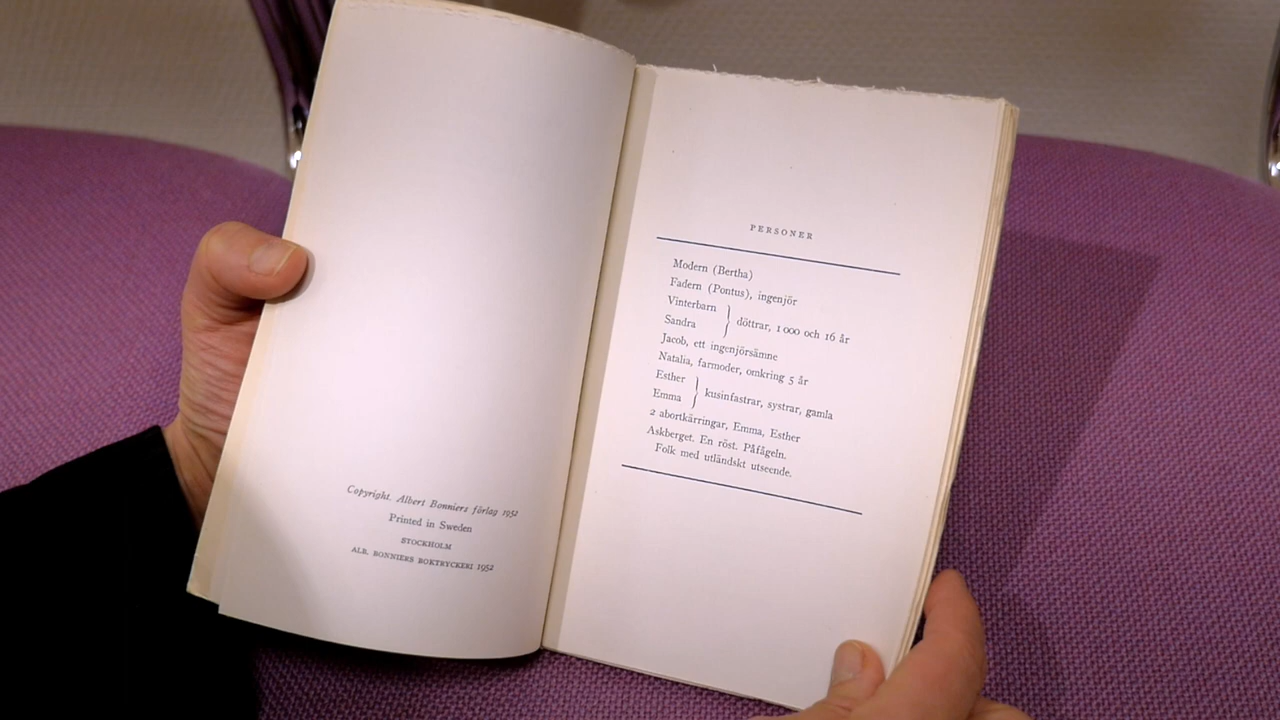 Copyright. Albert Bonniers förlag 1952
Printed in Sweden
STOCKHOLM
ALB. BONNIERS BOKTRYCKERI 1952
PERSONER
Modern (Bertha)
Fadern (Pontus), ingenjör
Vinterbarn
Sandra
döttrar, 1 000 och 16 år
Jacob, ett ingenjörsämne
Natalia, farmoder, omkring 5 år
Esther
Emma
kusinfastrar, systrar, gamla
2 abortkärringar, Emma, Esther
Askberget. En röst. Påfågeln.
Folk med utländskt utseende.